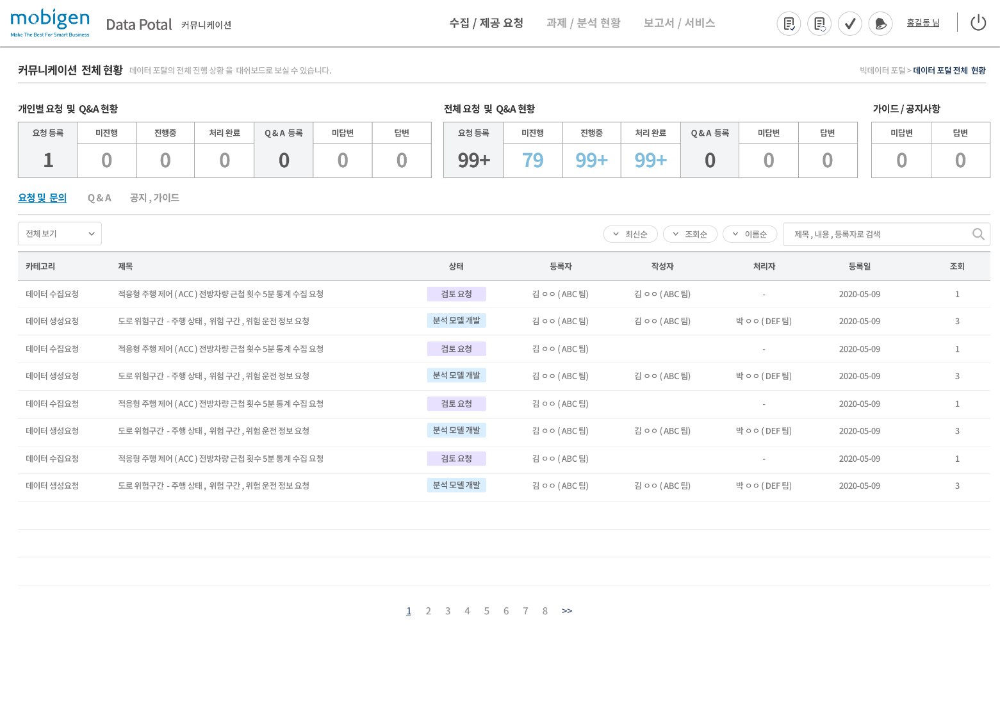 mobigen
Make The Best For Smart Business
Data Potal 커뮤니케이션
수집 / 제공 요청 과제 / 분석 현황 보고서 / 서비스
홍길동 님
커뮤니케이션 전체 현황 데이터 포탈의 전체 진행 상황 을 대쉬보드로 보실 수 있습니다.
빅데이터 포털 > 데이터 포털 전체 현황
개인별 요청 및 Q&A 현황 전체 요청 및 Q&A 현황 가이드 / 공지사항
요청 등록 미진행 진행중 처리 완료 Q & A 등록 미답변 답변 요청 등록 미진행 진행중 처리 완료 Q & A 등록 미답변 답변 미답변 답변
1 0 0 0 0 0 0 99+ 79 99+ 99+ 0 0 0 0 0
요청 및 문의 Q & A 공지 , 가이드
전체 보기 최신순 조회순 이름순 제목 , 내용 , 등록자로 검색
카테고리 제목 상태 등록자 작성자 처리자 등록일 조회
데이터 수집요청 적응형 주행 제어 ( ACC ) 전방차량 근첩 횟수 5분 통계 수집 요청 검토 요청 김 ㅇㅇ ( ABC 팀) 김 ㅇㅇ ( ABC 팀) - 2020-05-09 1
데이터 생성요청 도로 위험구간 - 주행 상태 , 위험 구간 , 위험 운전 정보 요청 분석 모델 개발 김 ㅇㅇ ( ABC 팀) 김 ㅇㅇ ( ABC 팀) 박 ㅇㅇ ( DEF 팀) 2020-05-09 3
데이터 수집요청 적응형 주행 제어 ( ACC ) 전방차량 근첩 횟수 5분 통계 수집 요청 검토 요청 김 ㅇㅇ ( ABC 팀) - 2020-05-09 1
데이터 생성요청 도로 위험구간 - 주행 상태 , 위험 구간 , 위험 운전 정보 요청 분석 모델 개발 김 ㅇㅇ ( ABC 팀) 김 ㅇㅇ ( ABC 팀) 박 ㅇㅇ ( DEF 팀) 2020-05-09 3
데이터 수집요청 적응형 주행 제어 ( ACC ) 전방차량 근첩 횟수 5분 통계 수집 요청 검토 요청 김 ㅇㅇ ( ABC 팀) - 2020-05-09 1
데이터 생성요청 도로 위험구간 - 주행 상태 , 위험 구간 , 위험 운전 정보 요청 분석 모델 개발 김 ㅇㅇ ( ABC 팀) 김 ㅇㅇ ( ABC 팀) 박 ㅇㅇ ( DEF 팀) 2020-05-09 3
데이터 수집요청 적응형 주행 제어 ( ACC ) 전방차량 근첩 횟수 5분 통계 수집 요청 검토 요청 김 ㅇㅇ ( ABC 팀) - 2020-05-09 1
데이터 생성요청 도로 위험구간 - 주행 상태 , 위험 구간 , 위험 운전 정보 요청 분석 모델 개발 김 ㅇㅇ ( ABC 팀) 김 ㅇㅇ ( ABC 팀) 박 ㅇㅇ ( DEF 팀) 2020-05-09 3
1 2 3 4 5 6 7 8 >>